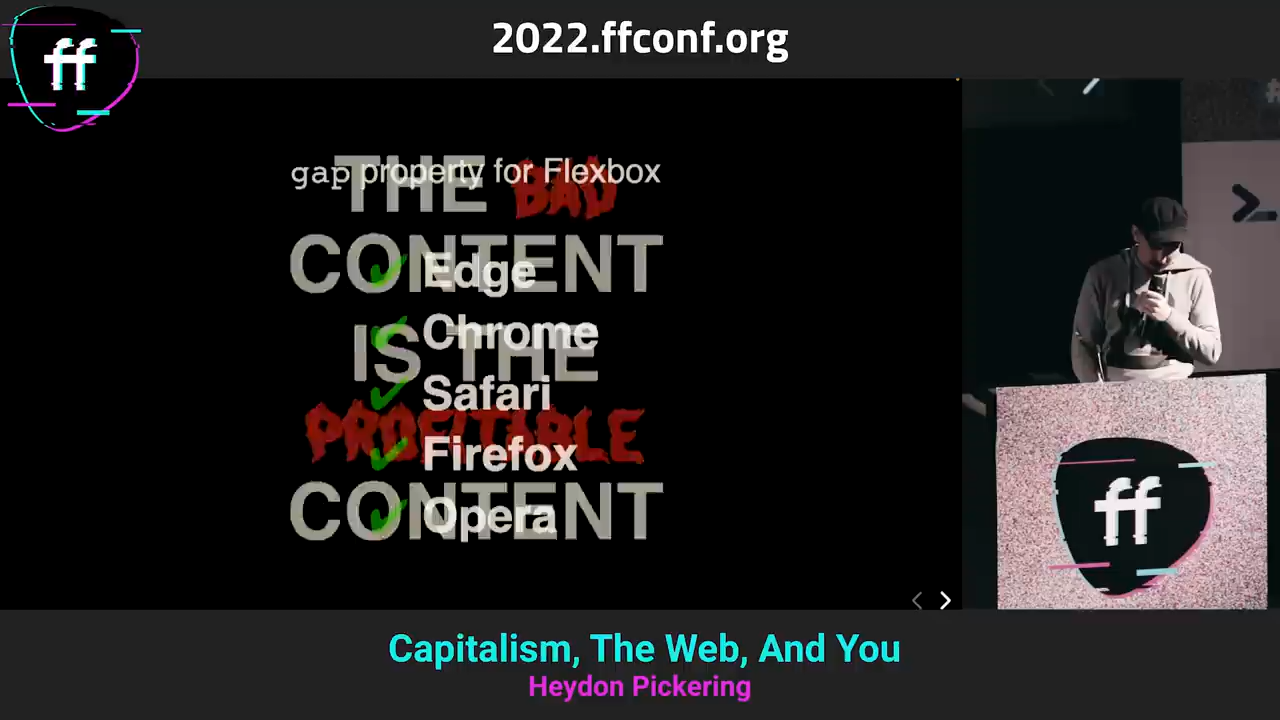 2022.ffconf.org
ff
gap property for Flexbox
THE BAD
CONTENT
IS THE
PROFITABLE
CONTENT
Edge
Chrome
Safari
Firefox
Opera
ff
Capitalism, The Web, And You
Heydon Pickering